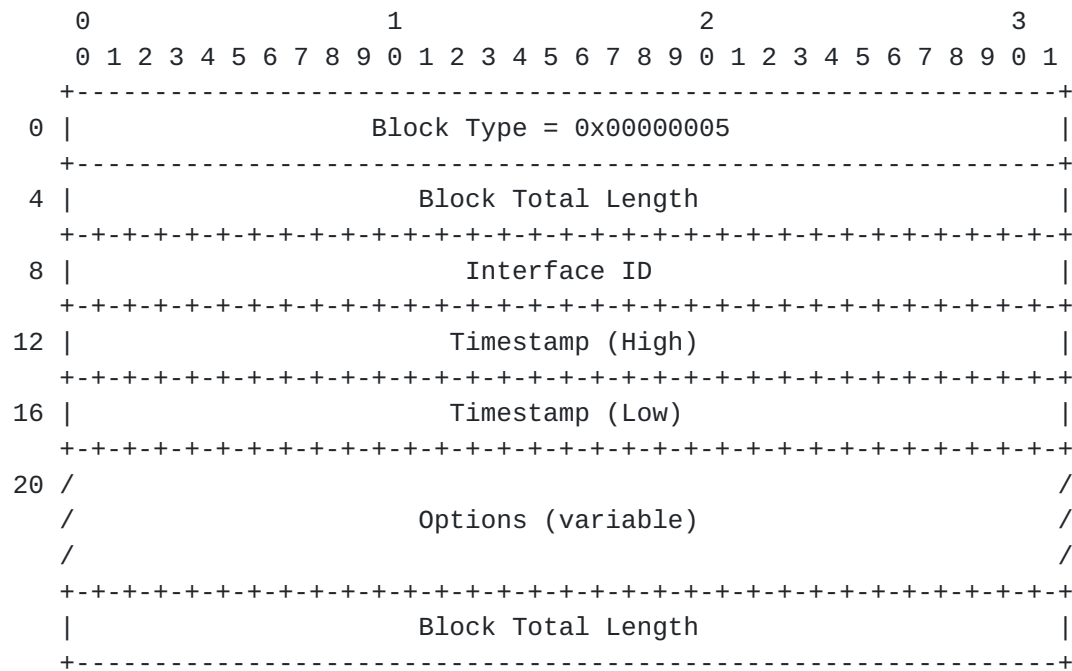 0                   1                   2                   3
 0 1 2 3 4 5 6 7 8 9 0 1 2 3 4 5 6 7 8 9 0 1 2 3 4 5 6 7 8 9 0 1
   +---------------------------------------------------------------+
 0 |                   Block Type = 0x00000005                     |
   +---------------------------------------------------------------+
 4 |                      Block Total Length                       |
   +-+-+-+-+-+-+-+-+-+-+-+-+-+-+-+-+-+-+-+-+-+-+-+-+-+-+-+-+-+-+-+-+
 8 |                         Interface ID                          |
   +-+-+-+-+-+-+-+-+-+-+-+-+-+-+-+-+-+-+-+-+-+-+-+-+-+-+-+-+-+-+-+-+
12 |                        Timestamp (High)                       |
   +-+-+-+-+-+-+-+-+-+-+-+-+-+-+-+-+-+-+-+-+-+-+-+-+-+-+-+-+-+-+-+-+
16 |                        Timestamp (Low)                        |
   +-+-+-+-+-+-+-+-+-+-+-+-+-+-+-+-+-+-+-+-+-+-+-+-+-+-+-+-+-+-+-+-+
20 /                                                               /
   /                      Options (variable)                       /
   /                                                               /
   +-+-+-+-+-+-+-+-+-+-+-+-+-+-+-+-+-+-+-+-+-+-+-+-+-+-+-+-+-+-+-+-+
   |                      Block Total Length                       |
   +---------------------------------------------------------------+